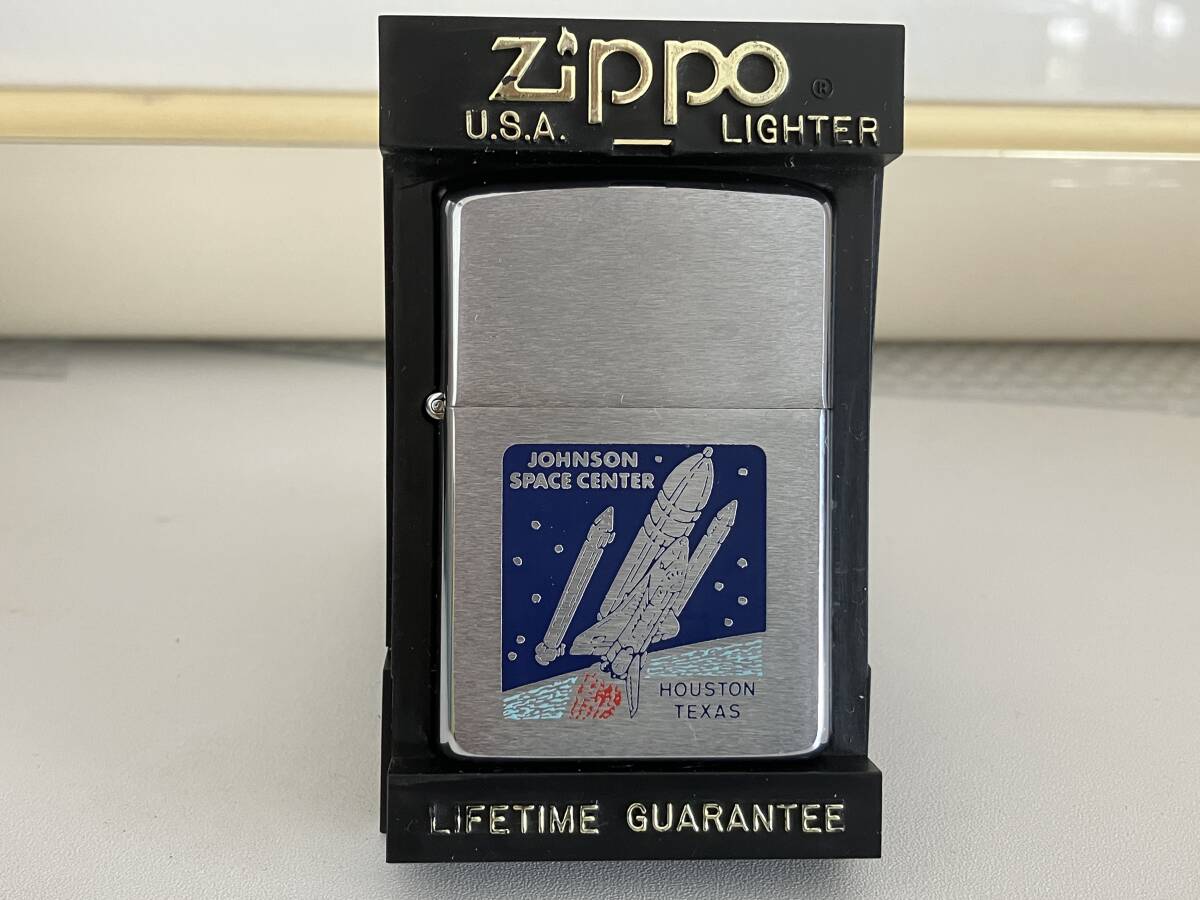 Zippo ®
U.S.A. LIGHTER
JOHNSON
SPACE CENTER
HOUSTON
TEXAS
LIFETIME GUARANTEE